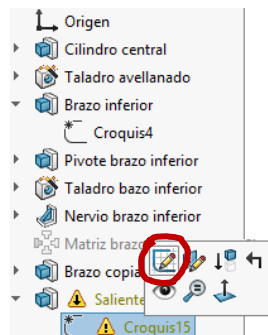 Origen
Cilindro central
Taladro avellanado
Brazo inferior
Croquis4
Pivote brazo inferior
Taladro bazo inferior
Nervio brazo inferior
Matriz brazo
Brazo copia
Saliente
Croquis15